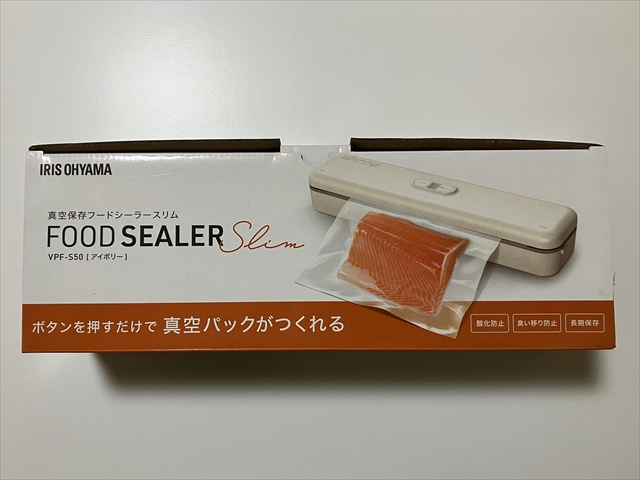 IRIS OHYAMA
真空保存フードシーラースリム
FOOD SEALER Slim
VPF-S50 [アイボリー]
ボタンを押すだけで 真空パックがつくれる
酸化防止 臭い移り防止 長期保存